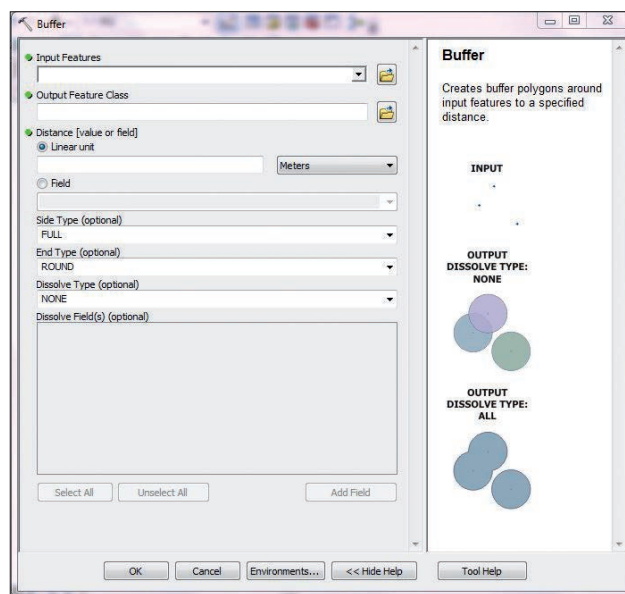 Buffer
Input Features
Output Feature Class
Distance [value or field]
Linear unit
Meters
Field
Side Type (optional)
FULL
End Type (optional)
ROUND
Dissolve Type (optional)
NONE
Dissolve Field(s) (optional)
Select All
Unselect All
Add Field
OK
Cancel
Environments...
<< Hide Help
Tool Help
Buffer
Creates buffer polygons around
input features to a specified
distance.
INPUT
OUTPUT
DISSOLVE TYPE:
NONE
OUTPUT
DISSOLVE TYPE:
ALL